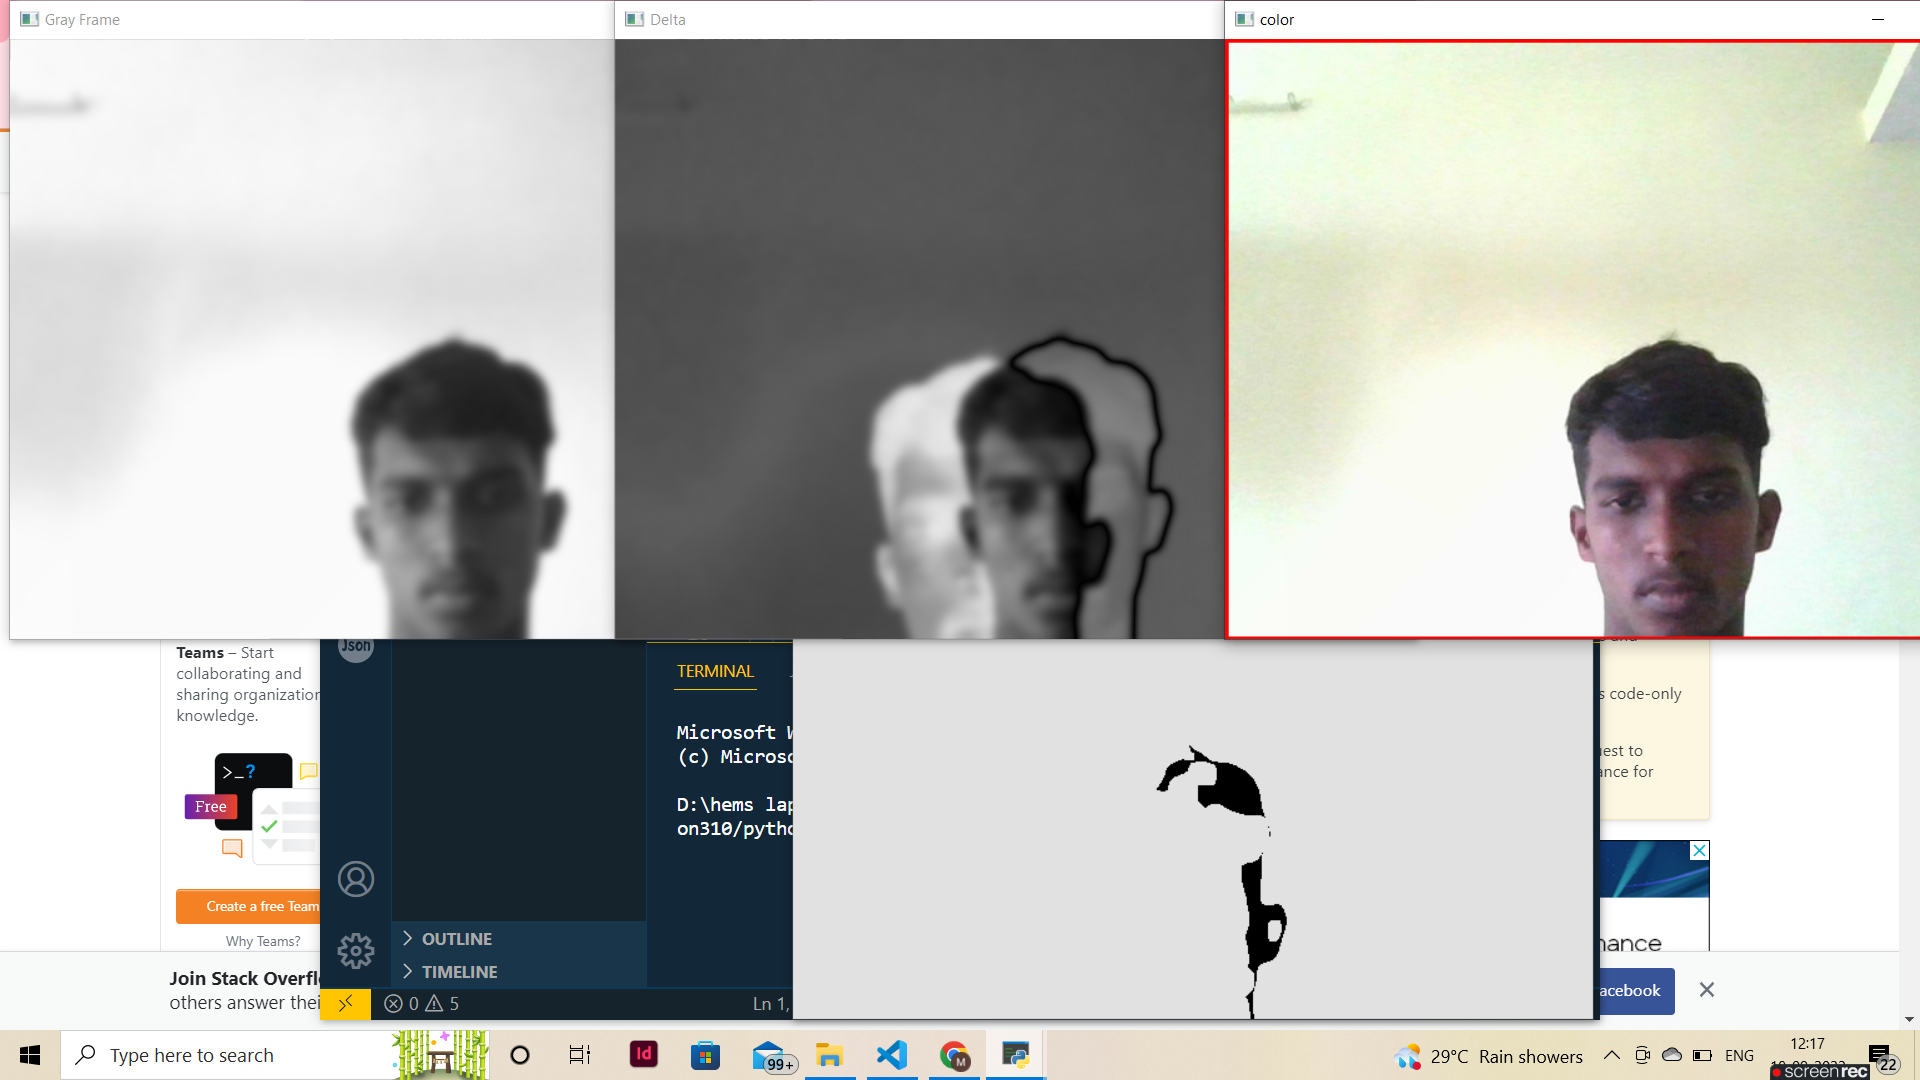 Gray Frame
Delta
color
Json
Teams – Start
collaborating and
sharing organization
knowledge.
>_?
Free
Create a free Team
Why Teams?
TERMINAL
Microsoft W
(c) Microso
D:\hems lap
on310/pytho
OUTLINE
TIMELINE
0 5
Ln 1,
s code-only
uest to
ance for
nance
Join Stack Overfl
others answer thei
acebook
Type here to search
Id
99+
M
29°C Rain showers
ENG
12:17
screenrec
22